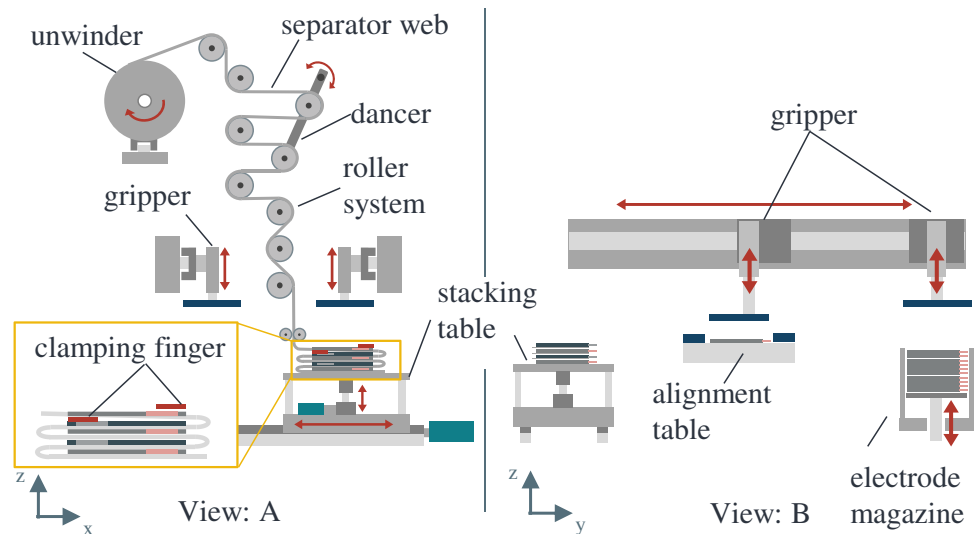 unwinder
separator web
dancer
roller
system
gripper
stacking
table
clamping finger
z
x
View: A
gripper
alignment
table
electrode
magazine
z
y
View: B